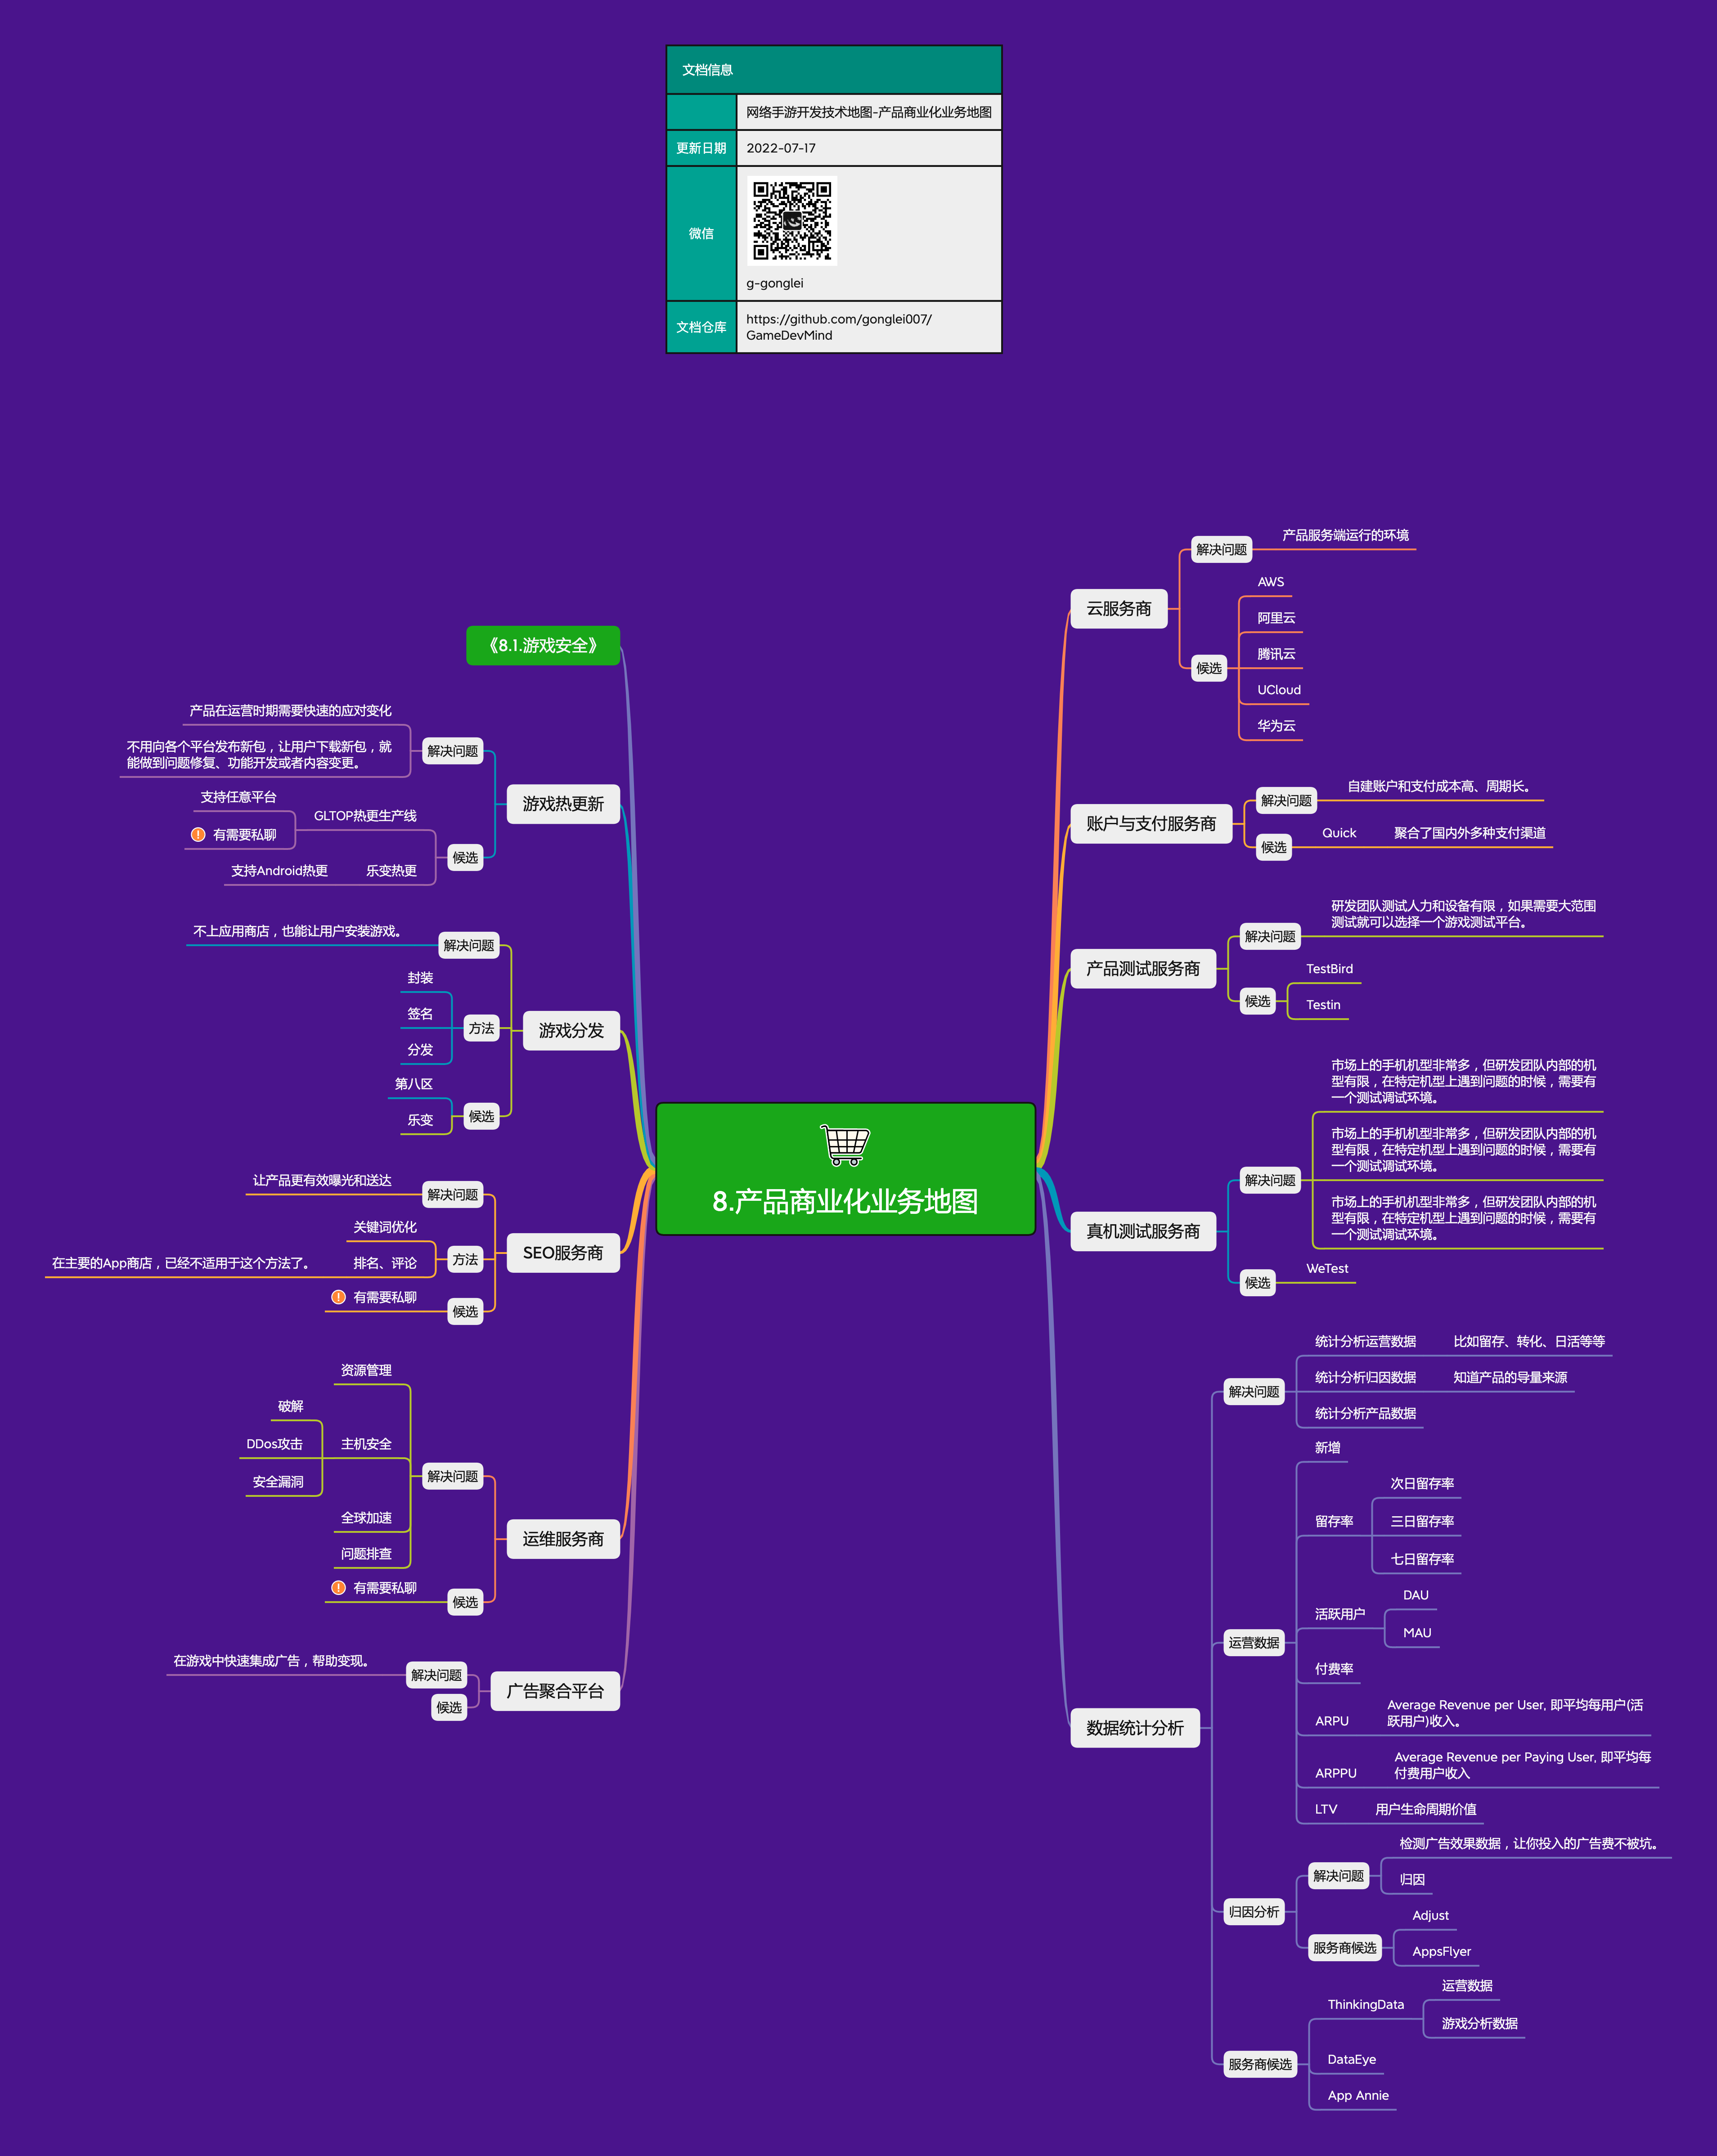 文档信息
网络手游开发技术地图-产品商业化业务地图
更新日期
2022-07-17
微信
g-gonglei
文档仓库
https://github.com/gonglei007/
GameDevMind
8.产品商业化业务地图
云服务商
解决问题
产品服务端运行的环境
候选
AWS
阿里云
腾讯云
UCloud
华为云
账户与支付服务商
解决问题
自建账户和支付成本高、周期长。
候选
Quick
聚合了国内外多种支付渠道
产品测试服务商
解决问题
研发团队测试人力和设备有限，如果需要大范围
测试就可以选择一个游戏测试平台。
候选
TestBird
Testin
真机测试服务商
解决问题
市场上的手机机型非常多，但研发团队内部的机
型有限，在特定机型上遇到问题的时候，需要有
一个测试调试环境。
市场上的手机机型非常多，但研发团队内部的机
型有限，在特定机型上遇到问题的时候，需要有
一个测试调试环境。
市场上的手机机型非常多，但研发团队内部的机
型有限，在特定机型上遇到问题的时候，需要有
一个测试调试环境。
候选
WeTest
数据统计分析
解决问题
统计分析运营数据
比如留存、转化、日活等等
统计分析归因数据
知道产品的导量来源
统计分析产品数据
运营数据
新增
留存率
次日留存率
三日留存率
七日留存率
活跃用户
DAU
MAU
付费率
ARPU
Average Revenue per User, 即平均每用户(活
跃用户)收入。
ARPPU
Average Revenue per Paying User, 即平均每
付费用户收入
LTV
用户生命周期价值
归因分析
解决问题
检测广告效果数据，让你投入的广告费不被坑。
归因
服务商候选
Adjust
AppsFlyer
服务商候选
ThinkingData
运营数据
游戏分析数据
DataEye
App Annie
《8.1.游戏安全》
游戏热更新
解决问题
产品在运营时期需要快速的应对变化
不用向各个平台发布新包，让用户下载新包，就
能做到问题修复、功能开发或者内容变更。
候选
GLTOP热更生产线
支持任意平台
有需要私聊
乐变热更
支持Android热更
游戏分发
解决问题
不上应用商店，也能让用户安装游戏。
方法
封装
签名
分发
候选
第八区
乐变
SEO服务商
解决问题
让产品更有效曝光和送达
方法
关键词优化
排名、评论
在主要的App商店，已经不适用于这个方法了。
候选
有需要私聊
运维服务商
解决问题
资源管理
主机安全
破解
DDos攻击
安全漏洞
全球加速
问题排查
候选
有需要私聊
广告聚合平台
解决问题
在游戏中快速集成广告，帮助变现。
候选